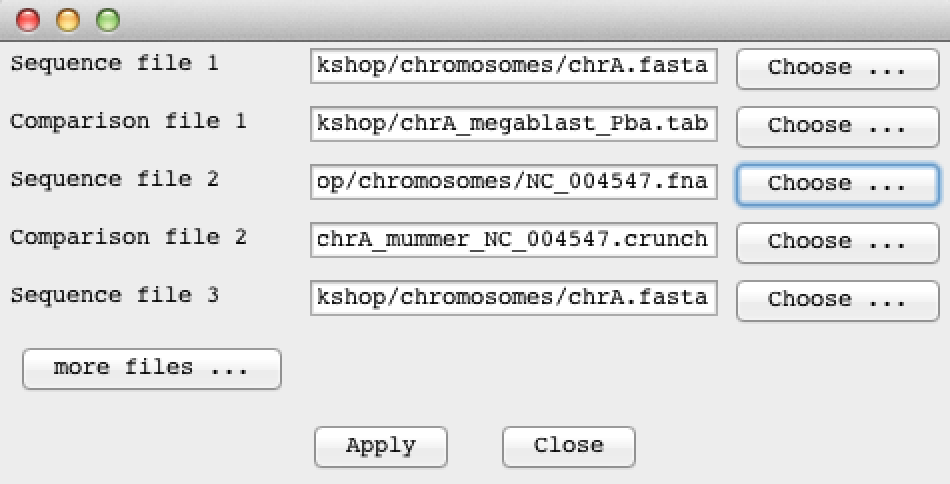 Sequence file 1 kshop/chromosomes/chrA.fasta Choose ...
Comparison file 1 kshop/chrA_megablast_Pba.tab Choose ...
Sequence file 2 op/chromosomes/NC_004547.fna Choose ...
Comparison file 2 chrA_mummer_NC_004547.crunch Choose ...
Sequence file 3 kshop/chromosomes/chrA.fasta Choose ...
more files ...
Apply Close